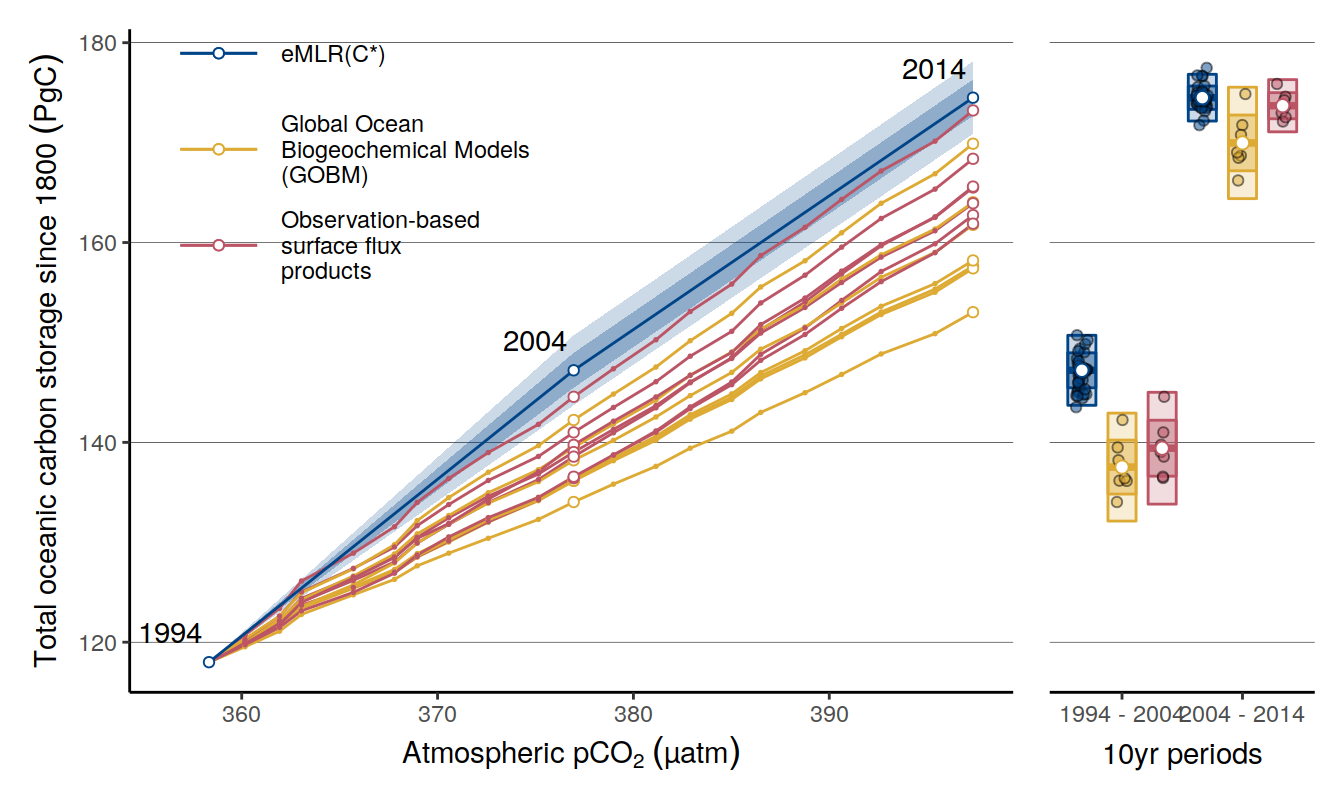 Total oceanic carbon storage since 1800 (PgC)
180
160
140
120
eMLR(C*)
Global Ocean
Biogeochemical Models
(GOBM)
Observation-based
surface flux
products
1994
2004
2014
360
370
380
390
Atmospheric pCO₂ (µatm)
1994 - 2004
2004 - 2014
10yr periods